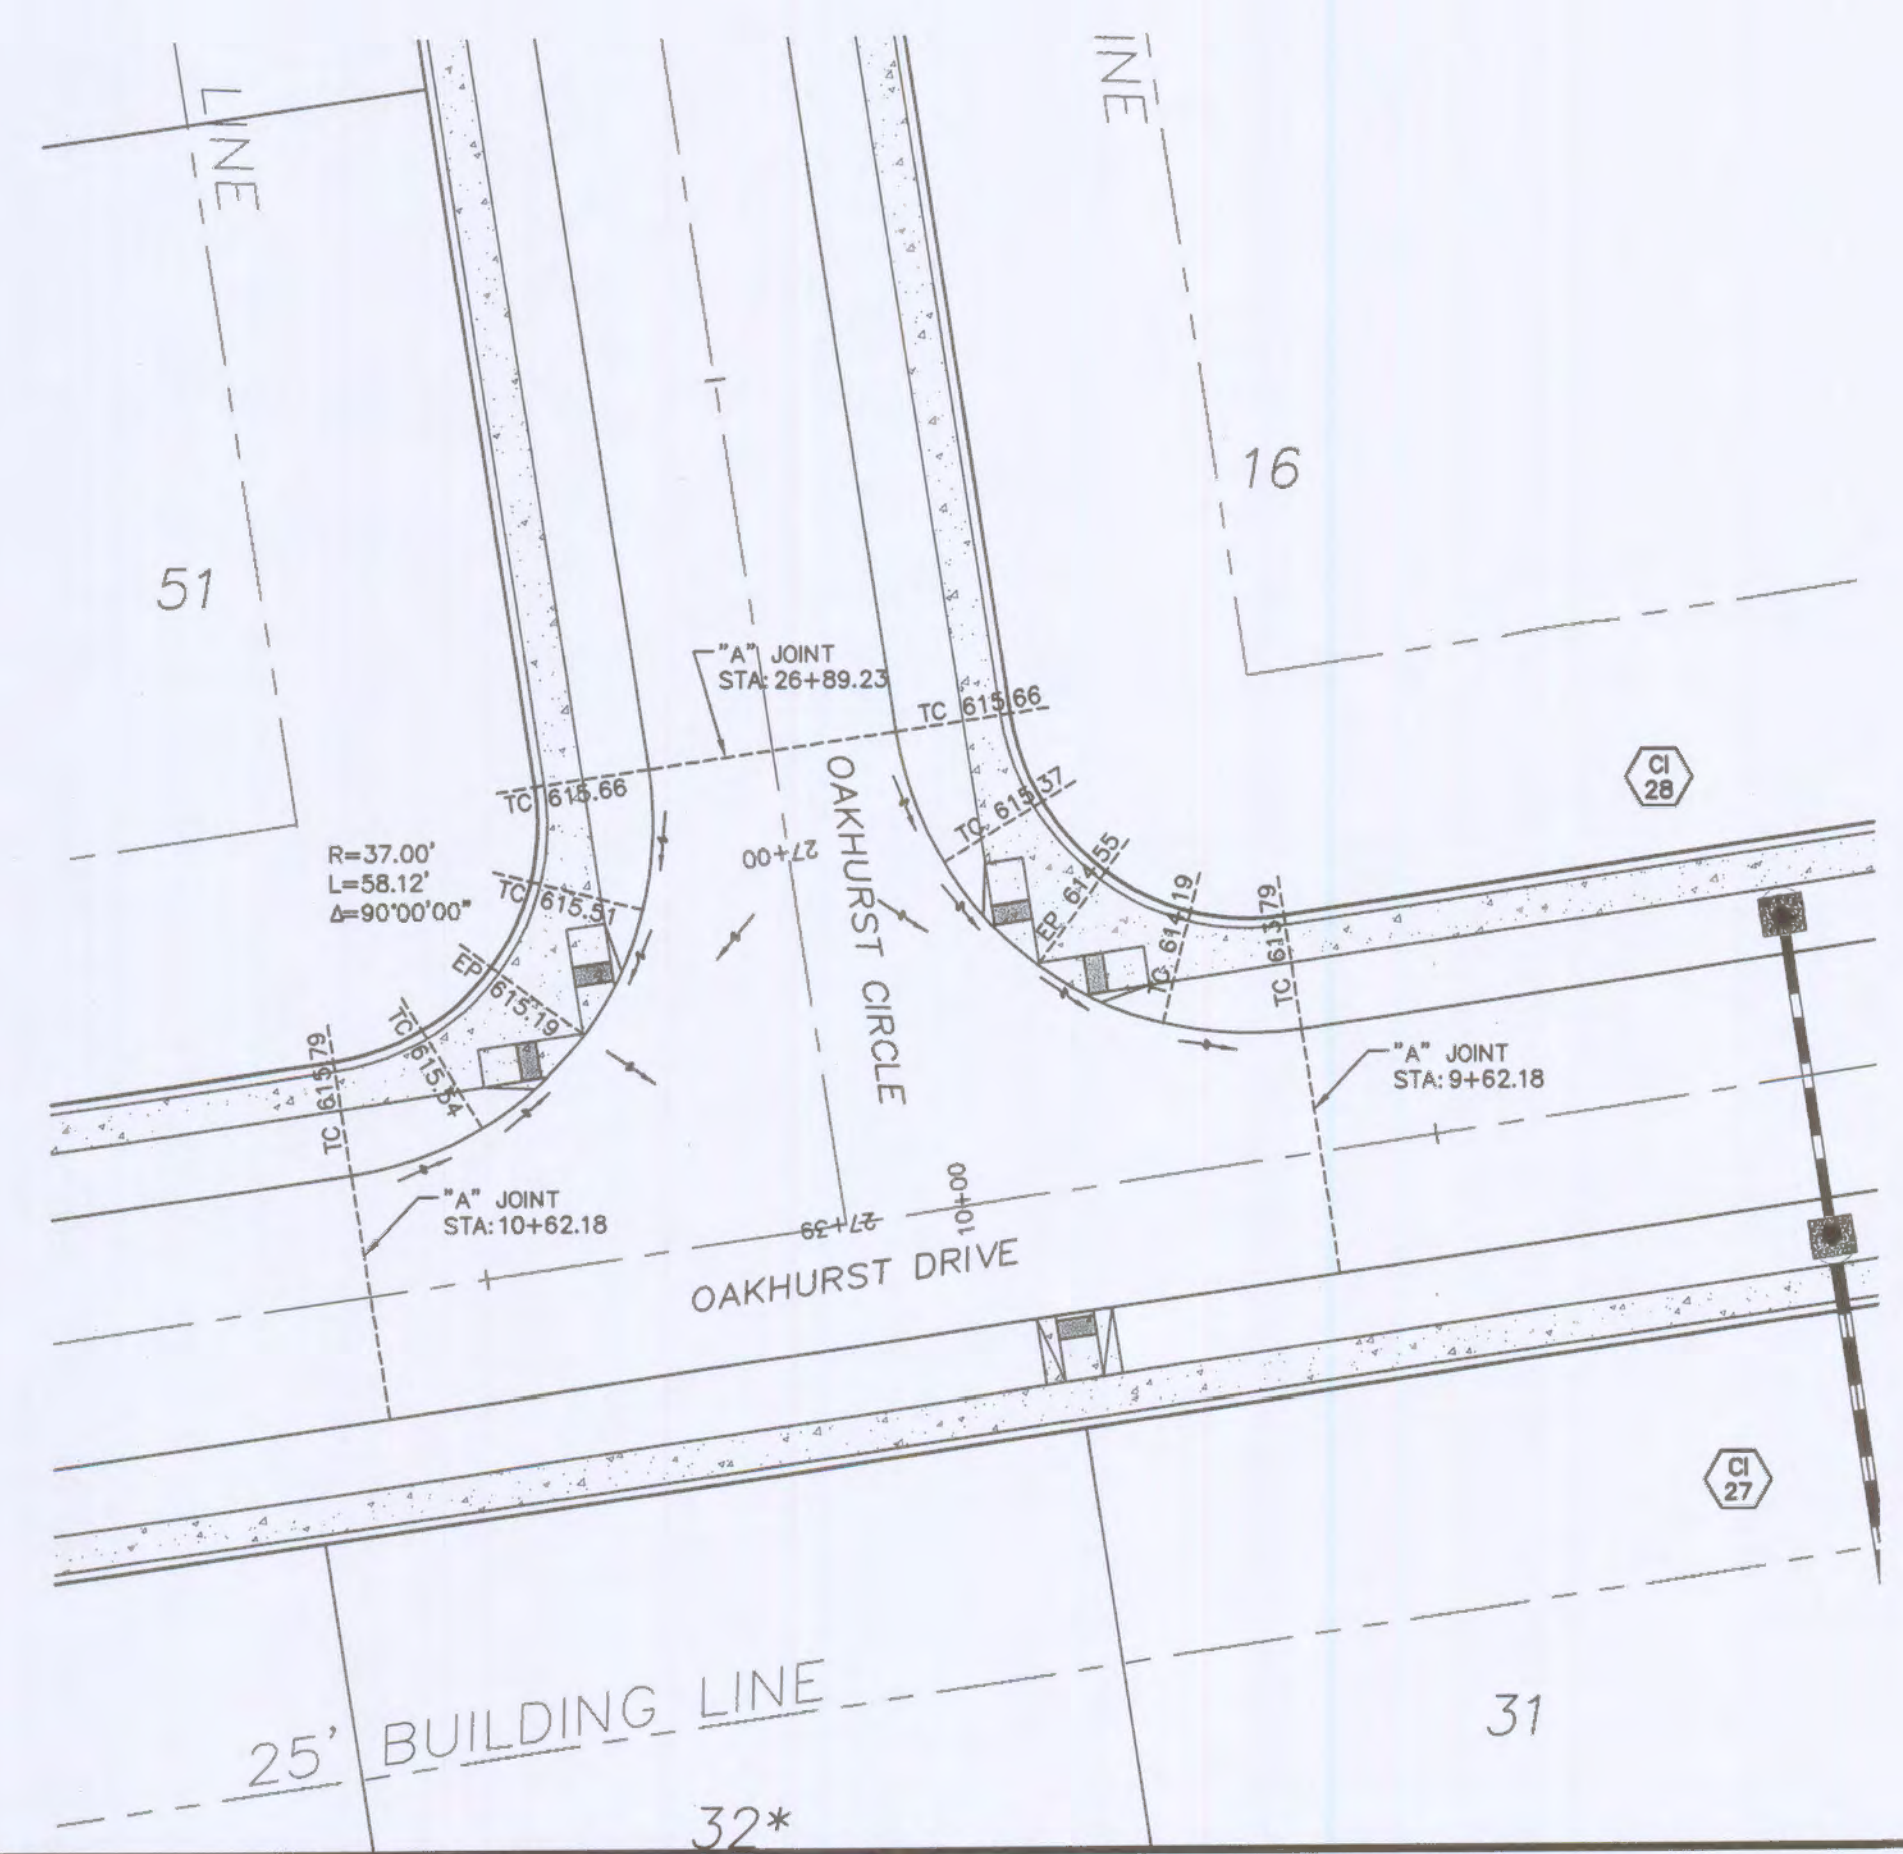 LINE
INE
16
51
"A" JOINT
STA: 26+89.23
TC 615.66
TC 615.66
TC 615.37
CI
28
OAKHURST CIRCLE
27+00
R=37.00'
L=58.12'
Δ=90°00'00"
TC 615.51
EP 614.55
TC 614.19
TC 613.79
EP 615.19
TC 615.54
TC 615.79
"A" JOINT
STA: 9+62.18
"A" JOINT
STA: 10+62.18
27+39
10+00
OAKHURST DRIVE
CI
27
25' BUILDING LINE
31
32*